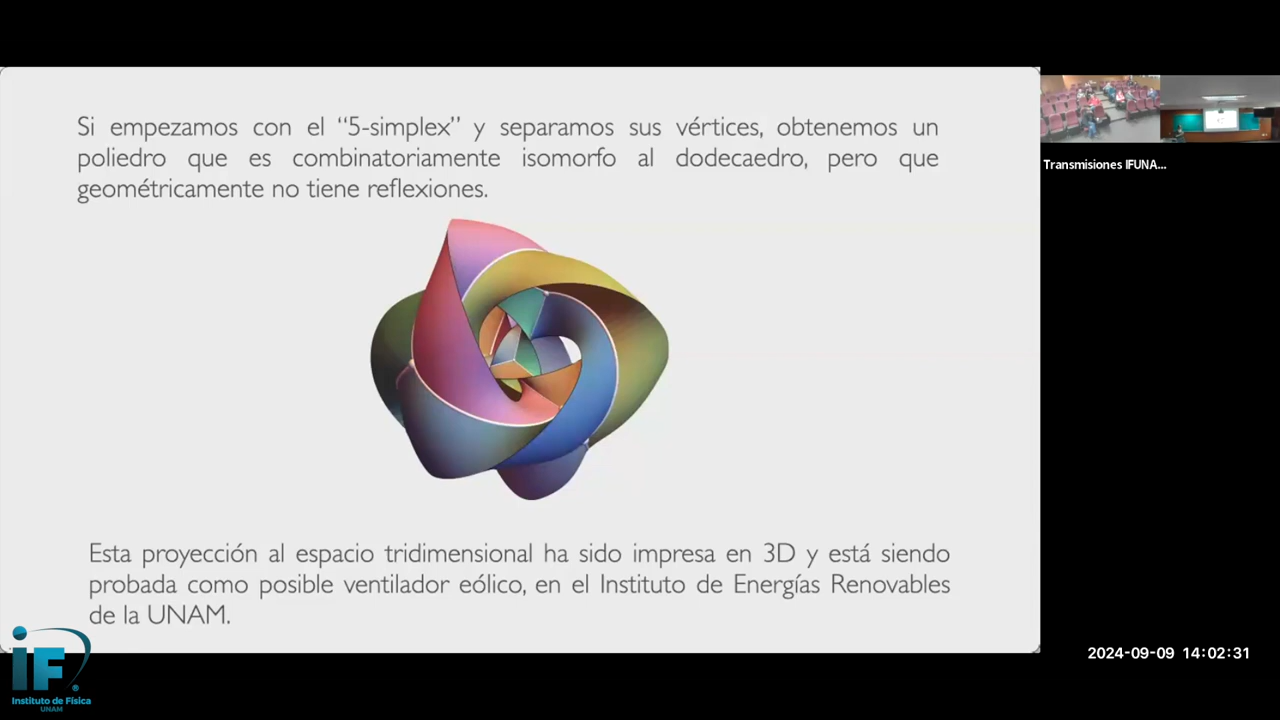 Si empezamos con el “5-simplex” y separamos sus vértices, obtenemos un
poliedro que es combinatoriamente isomorfo al dodecaedro, pero que
geométricamente no tiene reflexiones.
Transmisiones IFUNA...
Esta proyección al espacio tridimensional ha sido impresa en 3D y está siendo
probada como posible ventilador eólico, en el Instituto de Energías Renovables
de la UNAM.
iF
Instituto de Física
UNAM
2024-09-09 14:02:31